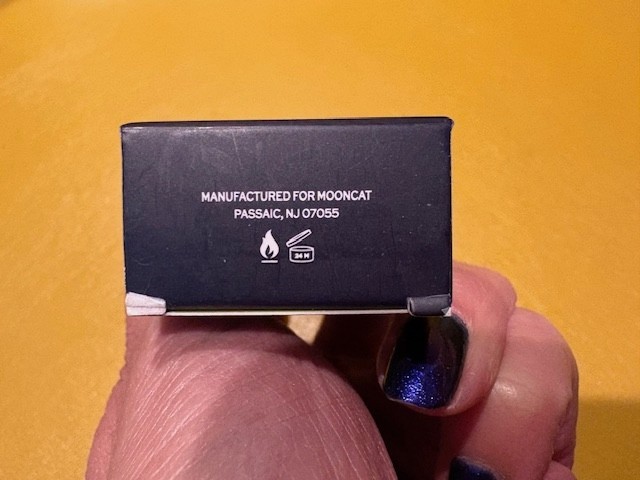 MANUFACTURED FOR MOONCAT
PASSAIC, NJ 07055
24 M